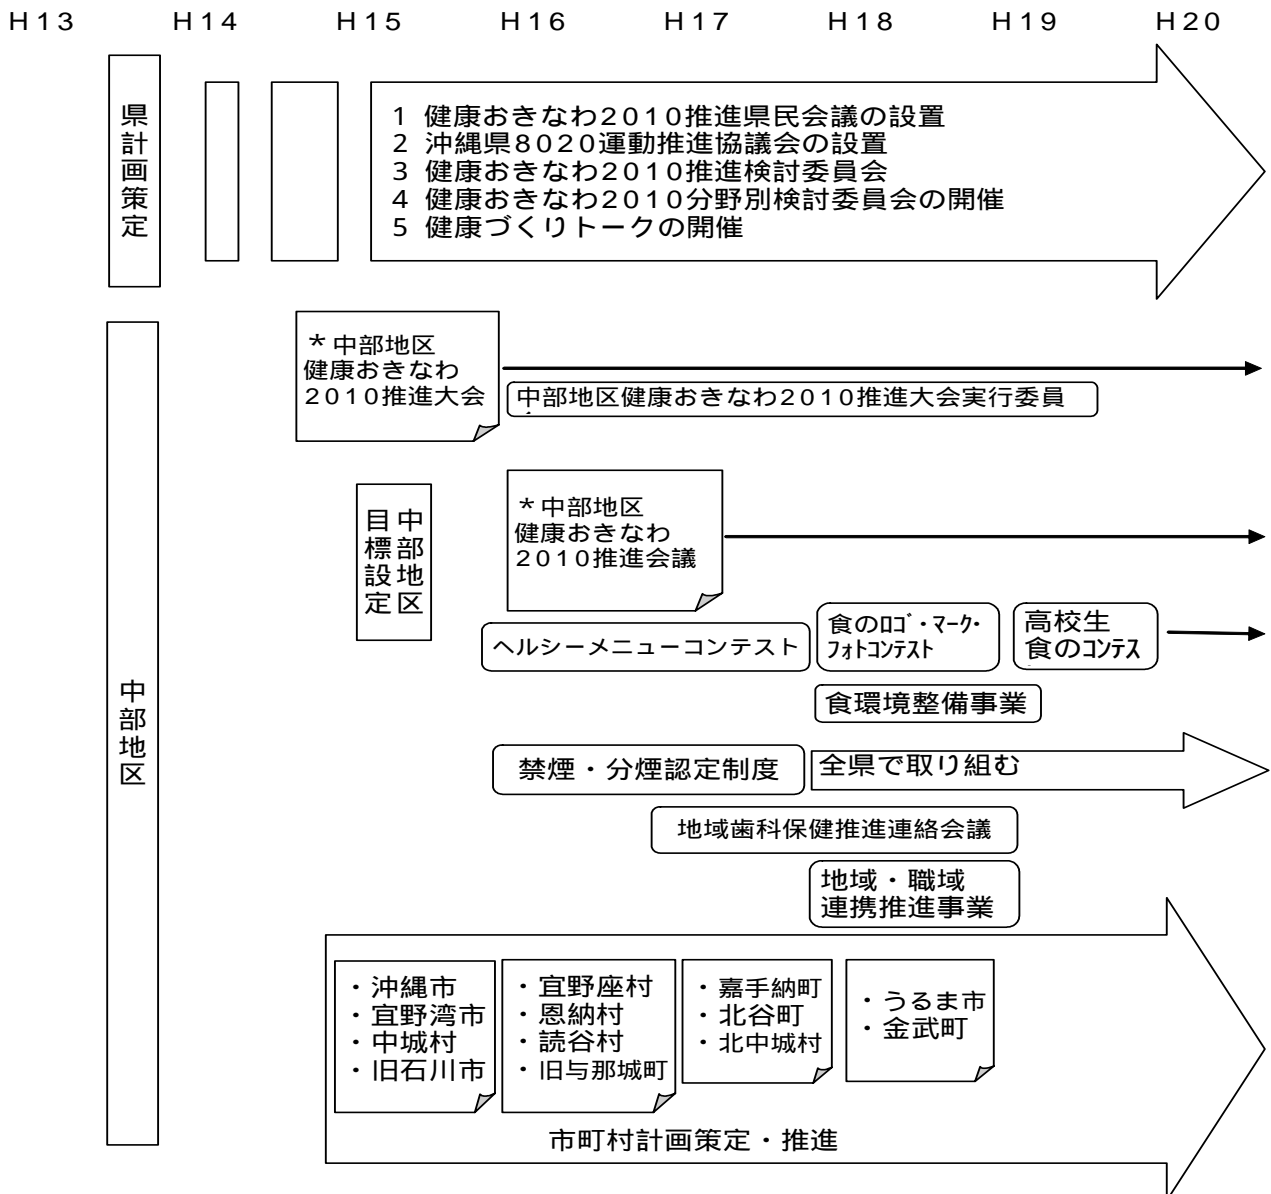 H13 H14 H15 H16 H17 H18 H19 H20
県計画策定
1 健康おきなわ2010推進県民会議の設置
2 沖縄県8020運動推進協議会の設置
3 健康おきなわ2010推進検討委員会
4 健康おきなわ2010分野別検討委員会の開催
5 健康づくりトークの開催
中部地区
*中部地区
健康おきなわ
2010推進大会
中部地区健康おきなわ2010推進大会実行委員
中部地区
目標設定
*中部地区
健康おきなわ
2010推進会議
ヘルシーメニューコンテスト
食のロゴ・マーク・
フォトコンテスト
高校生
食のコンテス
食環境整備事業
禁煙・分煙認定制度
全県で取り組む
地域歯科保健推進連絡会議
地域・職域
連携推進事業
・沖縄市
・宜野湾市
・中城村
・旧石川市
・宜野座村
・恩納村
・読谷村
・旧与那城町
・嘉手納町
・北谷町
・北中城村
・うるま市
・金武町
市町村計画策定・推進